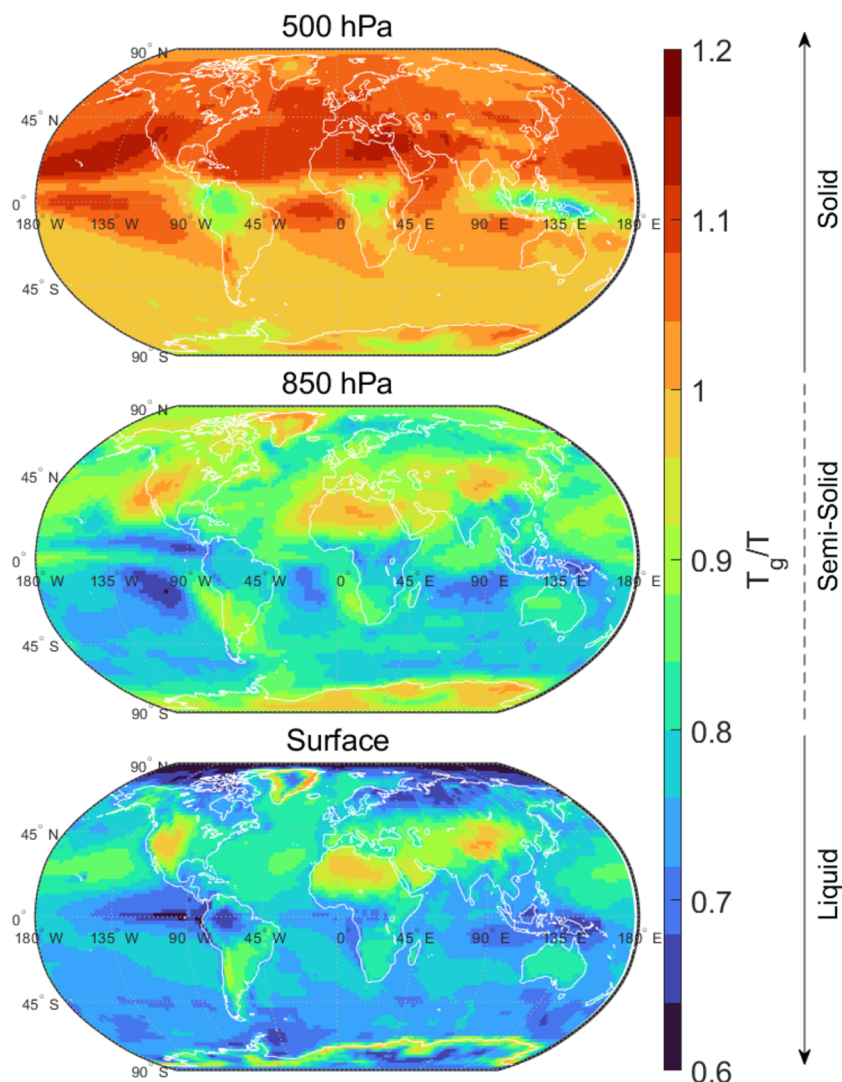 500 hPa
90° N
45° N
0°
180° W
135° W
90° W
45° W
0°
45° E
90° E
135° E
180° E
45° S
90° S
850 hPa
90° N
45° N
0°
180° W
135° W
90° W
45° W
0°
45° E
90° E
135° E
180° E
45° S
90° S
Surface
90° N
45° N
0°
180° W
135° W
90° W
45° W
0°
45° E
90° E
135° E
180° E
45° S
90° S
1.2
1.1
1
0.9
0.8
0.7
0.6
T_g/T
Solid
Semi-Solid
Liquid